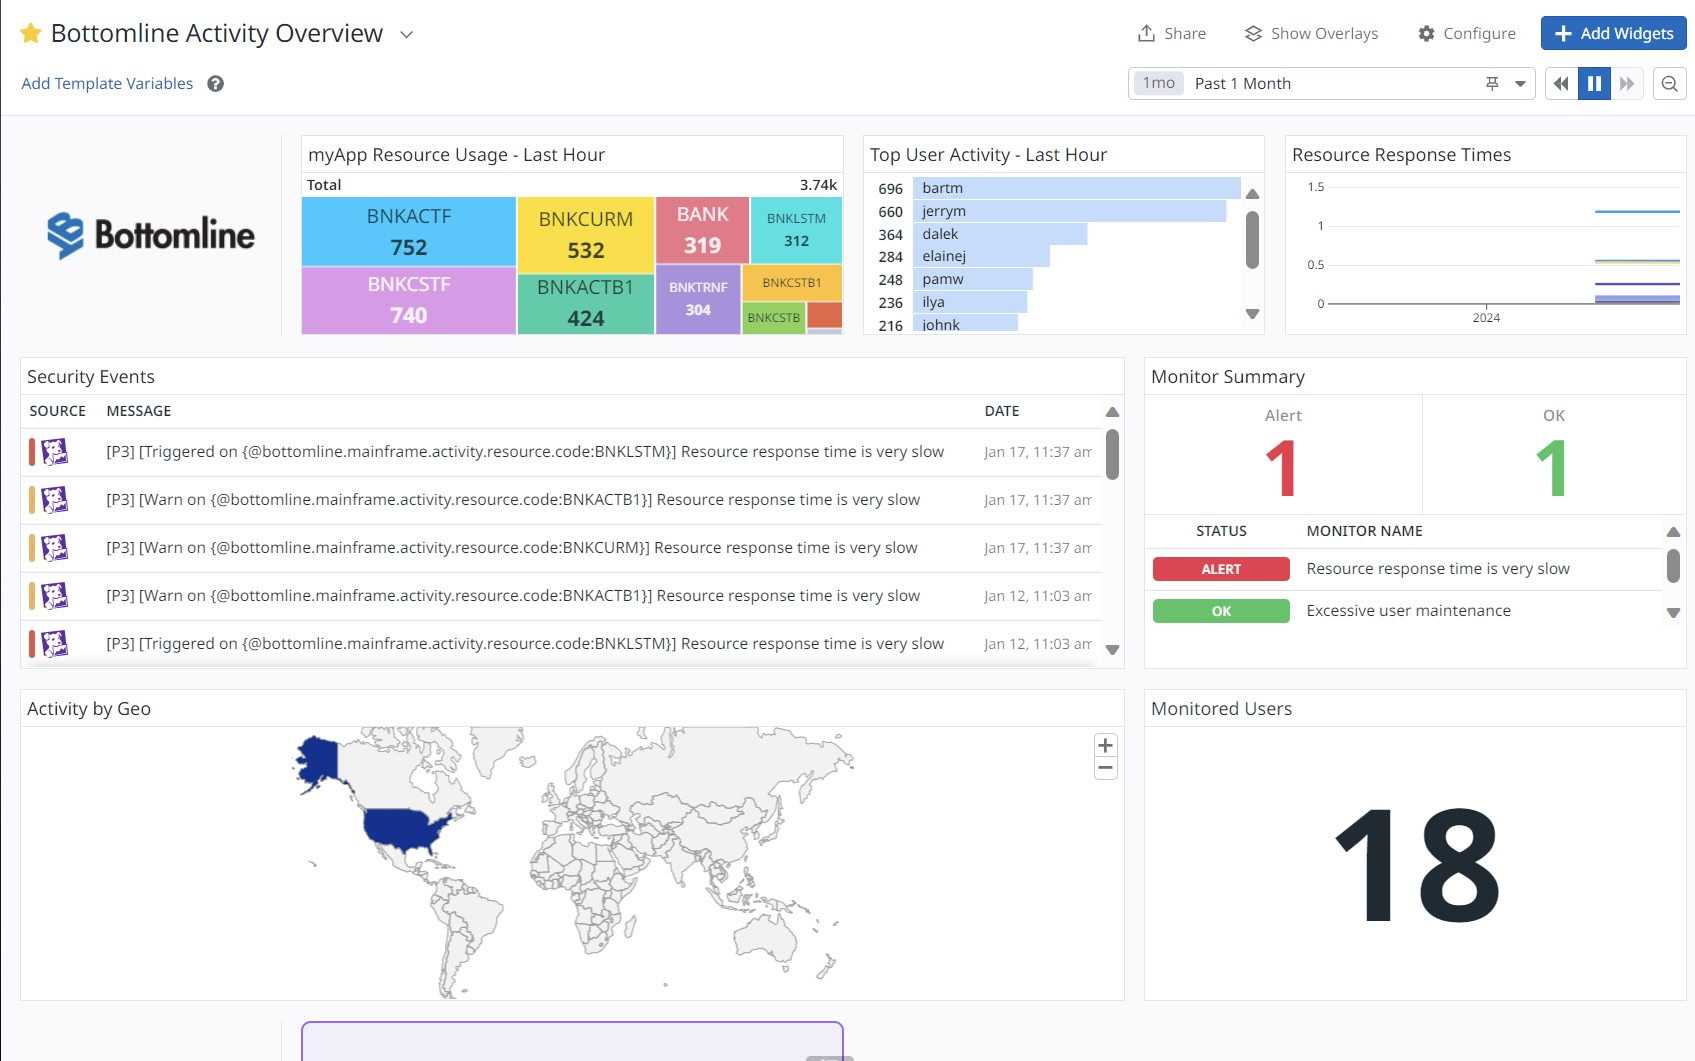 Bottomline Activity Overview
Share
Show Overlays
Configure
Add Widgets
Add Template Variables
1mo Past 1 Month
Bottomline
myApp Resource Usage - Last Hour
Total 3.74k
BNKACTF
752
BNKCSTF
740
BNKCURM
532
BNKACTB1
424
BANK
319
BNKLSTM
312
BNKTRNF
304
BNKCSTB1
BNKCSTB
Top User Activity - Last Hour
696 bartm
660 jerrym
364 dalek
284 elainej
248 pamw
236 ilya
216 johnk
Resource Response Times
1.5
1
0.5
0
2024
Security Events
SOURCE MESSAGE DATE
[P3] [Triggered on {@bottomline.mainframe.activity.resource.code:BNKLSTM}] Resource response time is very slow Jan 17, 11:37 am
[P3] [Warn on {@bottomline.mainframe.activity.resource.code:BNKACTB1}] Resource response time is very slow Jan 17, 11:37 am
[P3] [Warn on {@bottomline.mainframe.activity.resource.code:BNKCURM}] Resource response time is very slow Jan 17, 11:37 am
[P3] [Warn on {@bottomline.mainframe.activity.resource.code:BNKACTB1}] Resource response time is very slow Jan 12, 11:03 am
[P3] [Triggered on {@bottomline.mainframe.activity.resource.code:BNKLSTM}] Resource response time is very slow Jan 12, 11:03 am
Monitor Summary
Alert
1
OK
1
STATUS MONITOR NAME
ALERT Resource response time is very slow
OK Excessive user maintenance
Activity by Geo
Monitored Users
18